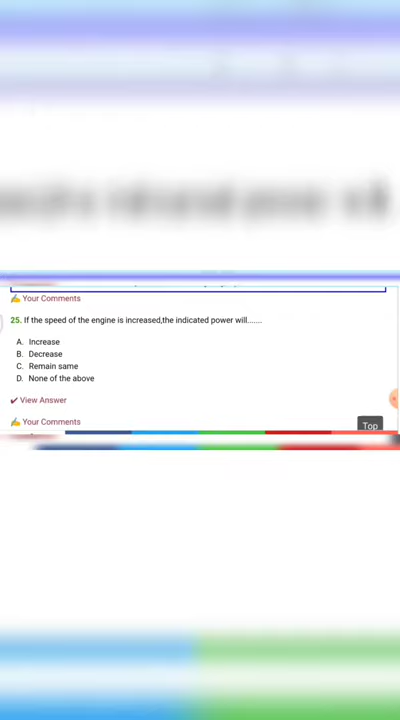 ✍ Your Comments
25. If the speed of the engine is increased,the indicated power will.......
A. Increase
B. Decrease
C. Remain same
D. None of the above
✔ View Answer
✍ Your Comments
Top